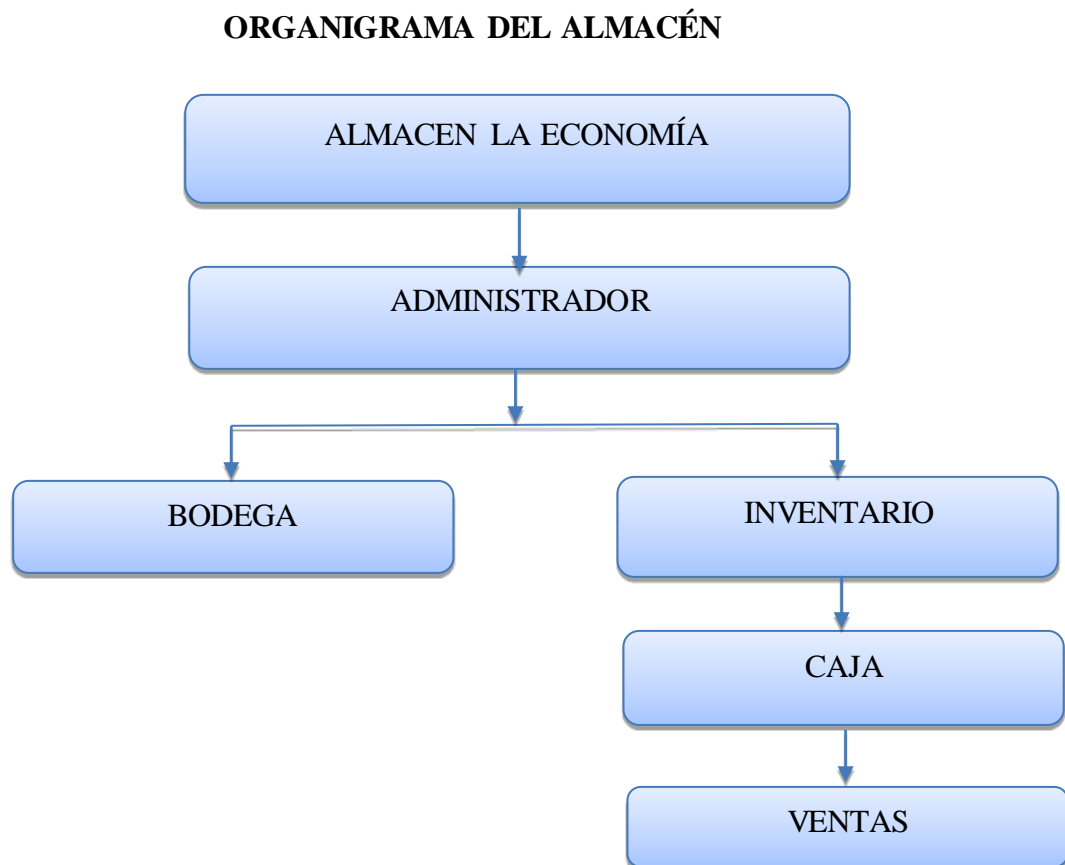 ORGANIGRAMA DEL ALMACÉN
ALMACEN LA ECONOMÍA
ADMINISTRADOR
BODEGA
INVENTARIO
CAJA
VENTAS